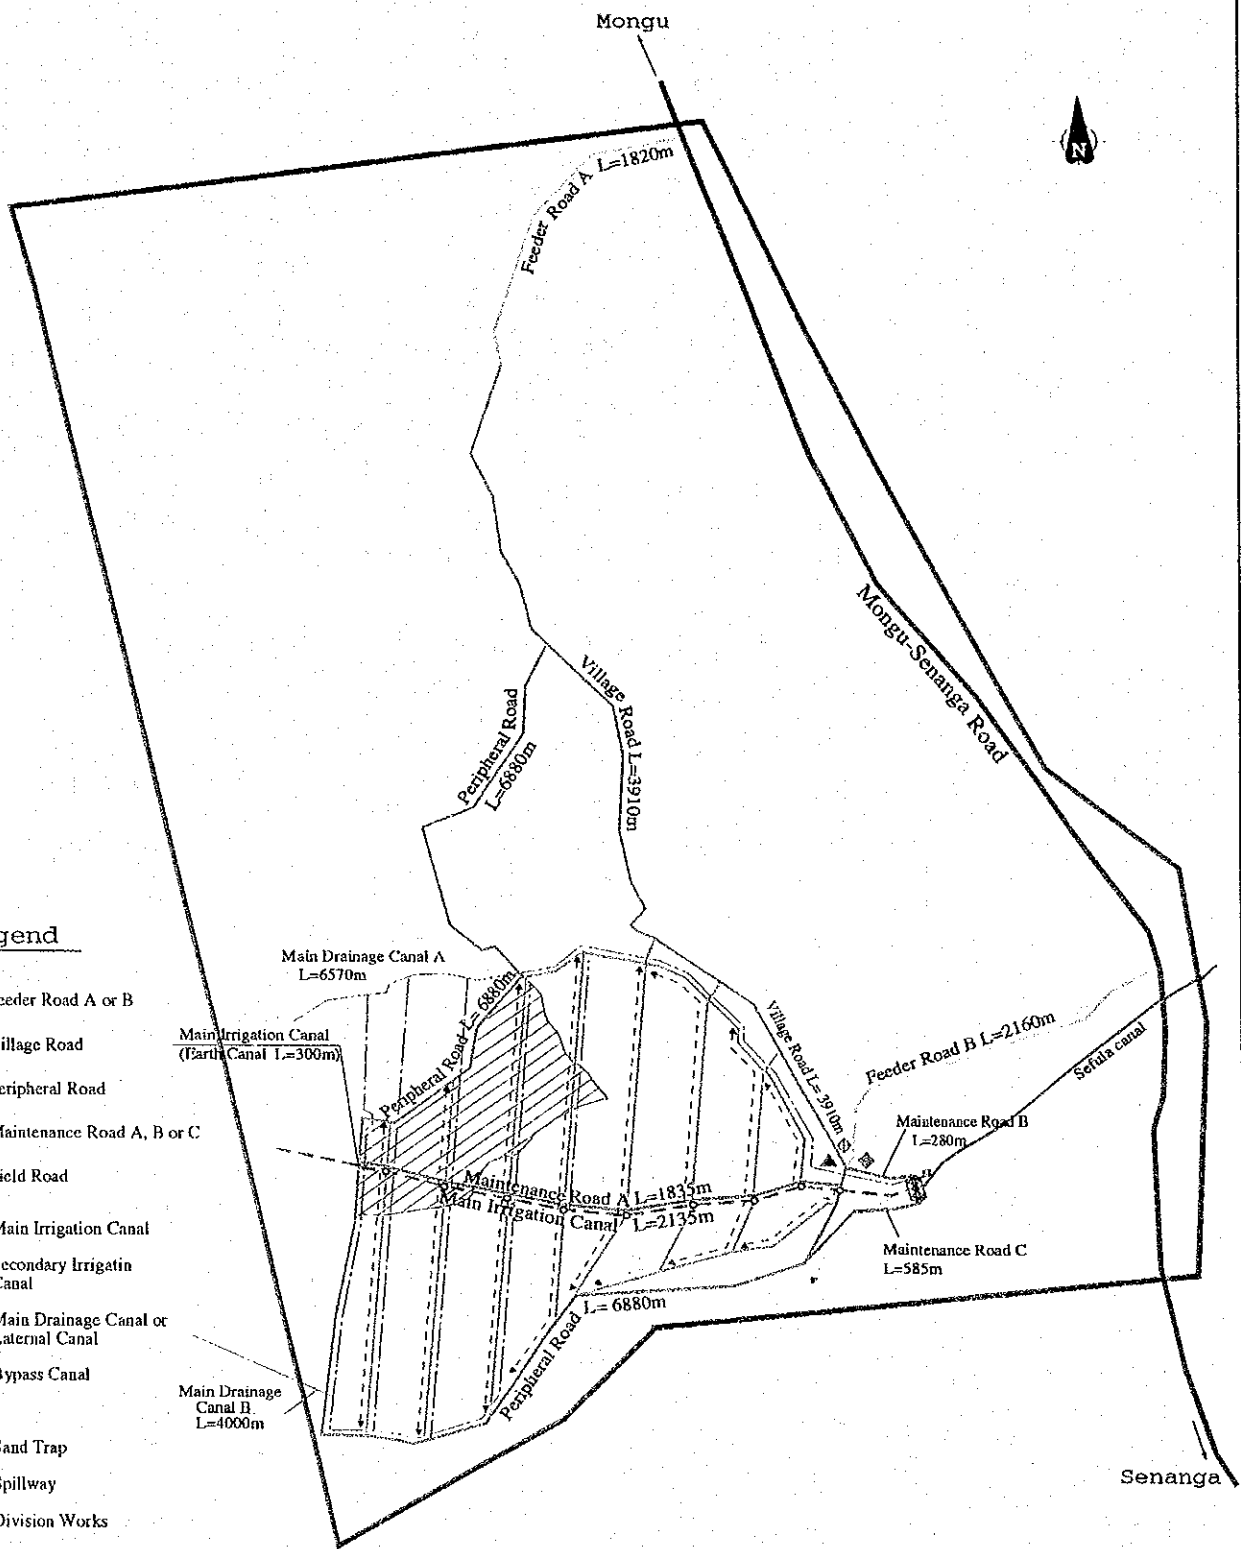 Mongu
N
Feeder Road A L=1820m
Mongu-Senanga Road
Village Road L=3910m
Peripheral Road
L=6880m
gend
eeder Road A or B
illage Road
eripheral Road
Maintenance Road A, B or C
ield Road
Main Irrigation Canal
econdary Irrigatin
Canal
Main Drainage Canal or
aternal Canal
Bypass Canal
Sand Trap
Spillway
Division Works
Main Drainage Canal A
L=6570m
Main Irrigation Canal
(Earth Canal L=300m)
Peripheral Road L=6880m
Village Road L=3910m
Feeder Road B L=2160m
Sefula canal
Maintenance Road B
L=280m
Maintenance Road A L=1835m
Main Irrigation Canal L=2135m
Maintenance Road C
L=585m
L=6880m
Peripheral Road
Main Drainage
Canal B
L=4000m
Senanga